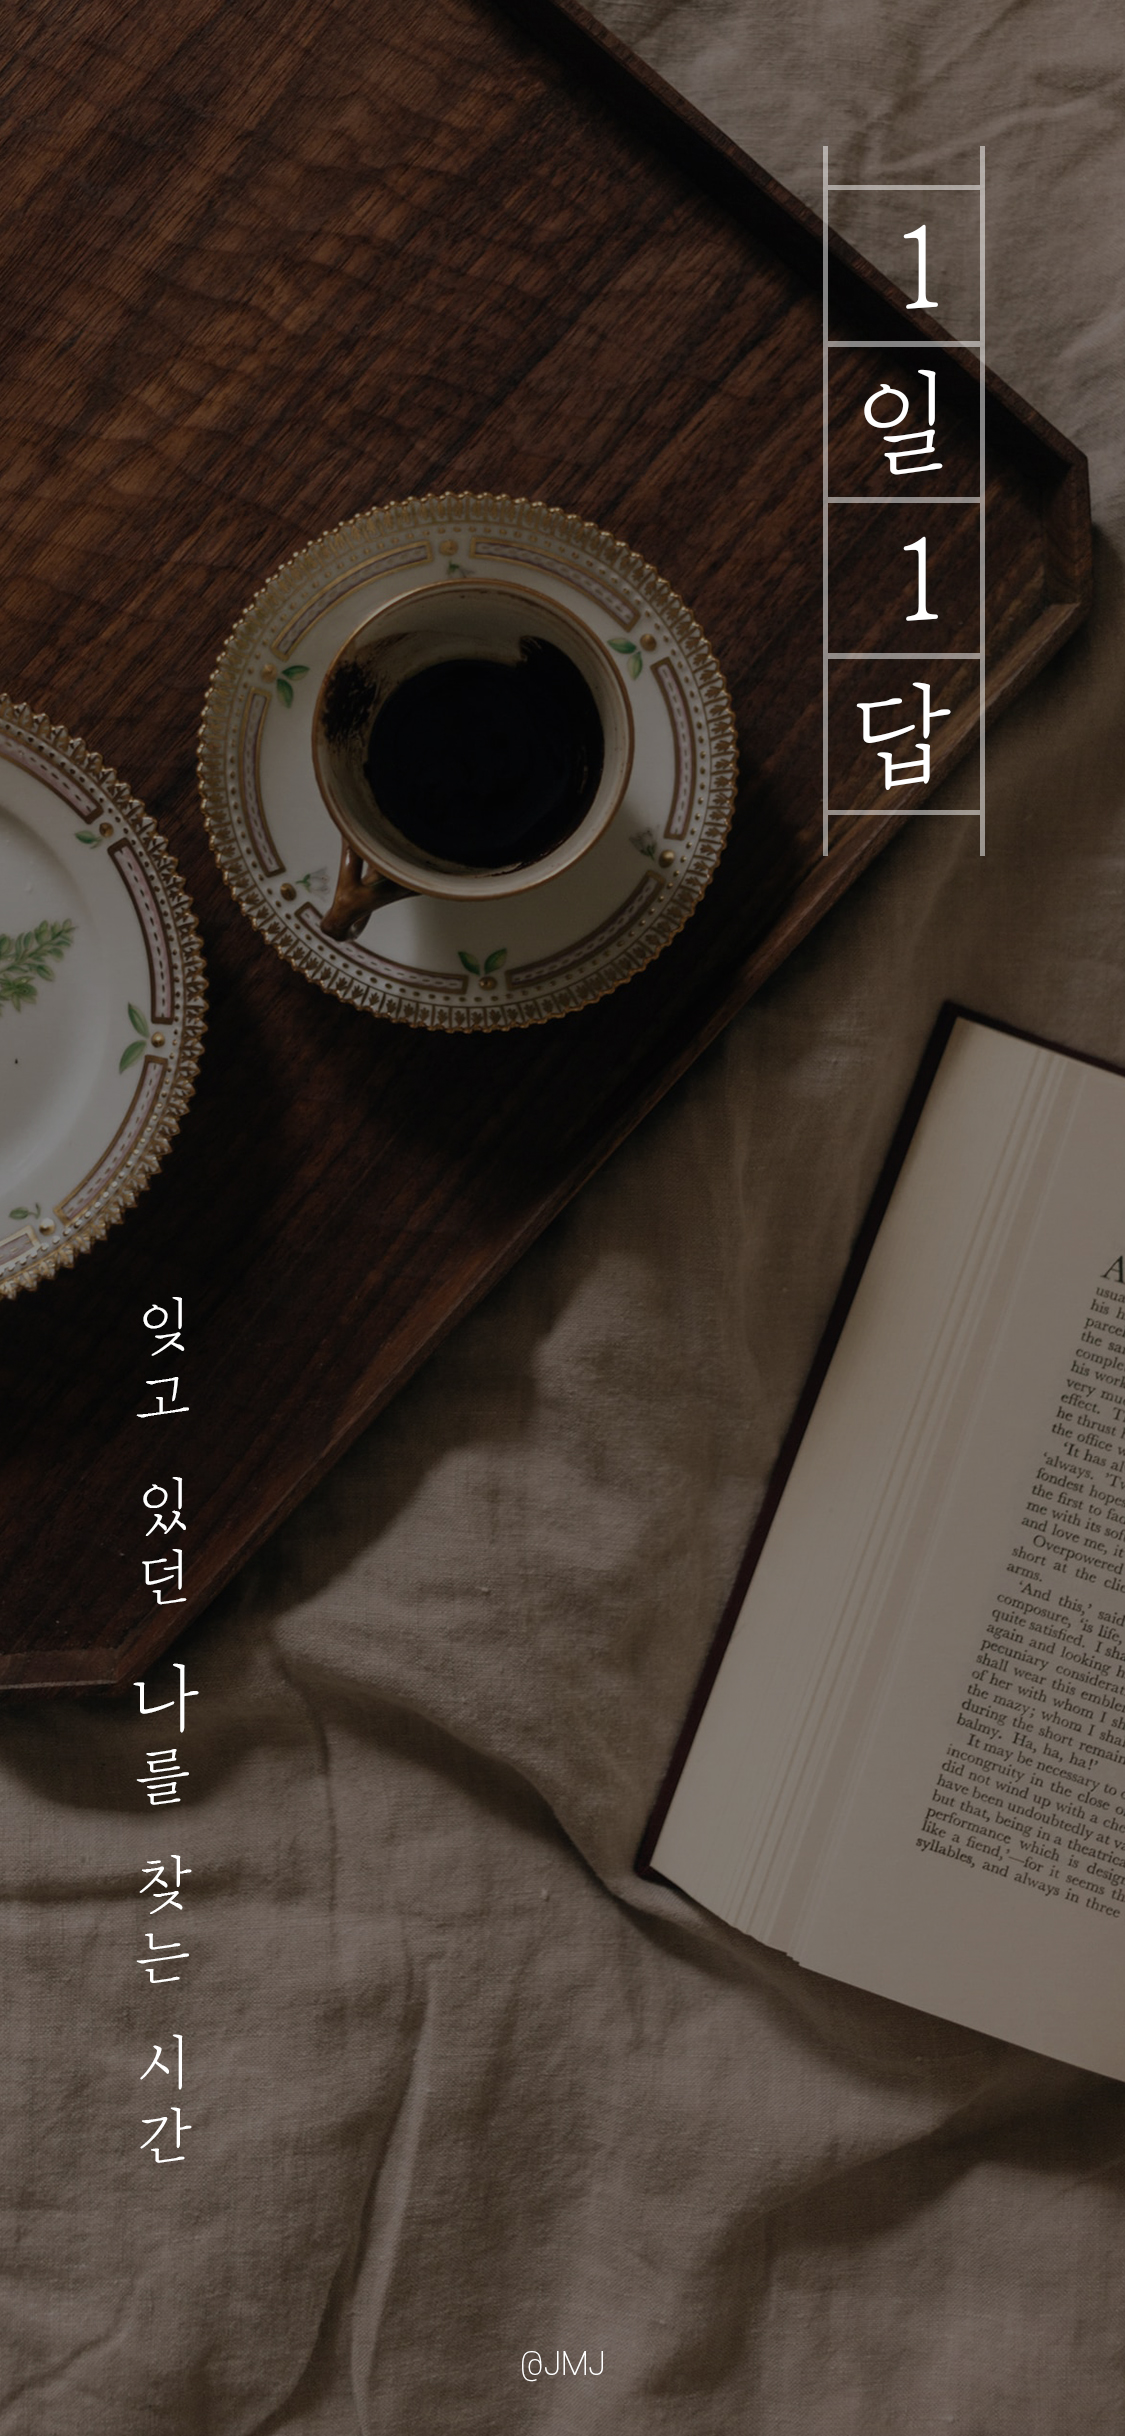 1일1답
잊고 있던 나를 찾는 시간
A
usua
his h
parcel
the sa
comple
his work
very mu
effect. T
he thrust h
the office w
'It has al
'always. 'Tw
fondest hopes
the first to fad
me with its soft
and love me, it
Overpowered
short at the clic
arms.
'And this,' said
composure, 'is life,
quite satisfied. I sha
again and looking h
pecuniary considerat
shall wear this emblem
of her with whom I sh
the mazy; whom I shal
during the short remain
balmy. Ha, ha, ha!'
It may be necessary to
incongruity in the close o
did not wind up with a che
have been undoubtedly at va
but that, being in a theatrica
performance which is design
like a fiend,'—for it seems th
syllables, and always in three
@JMJ